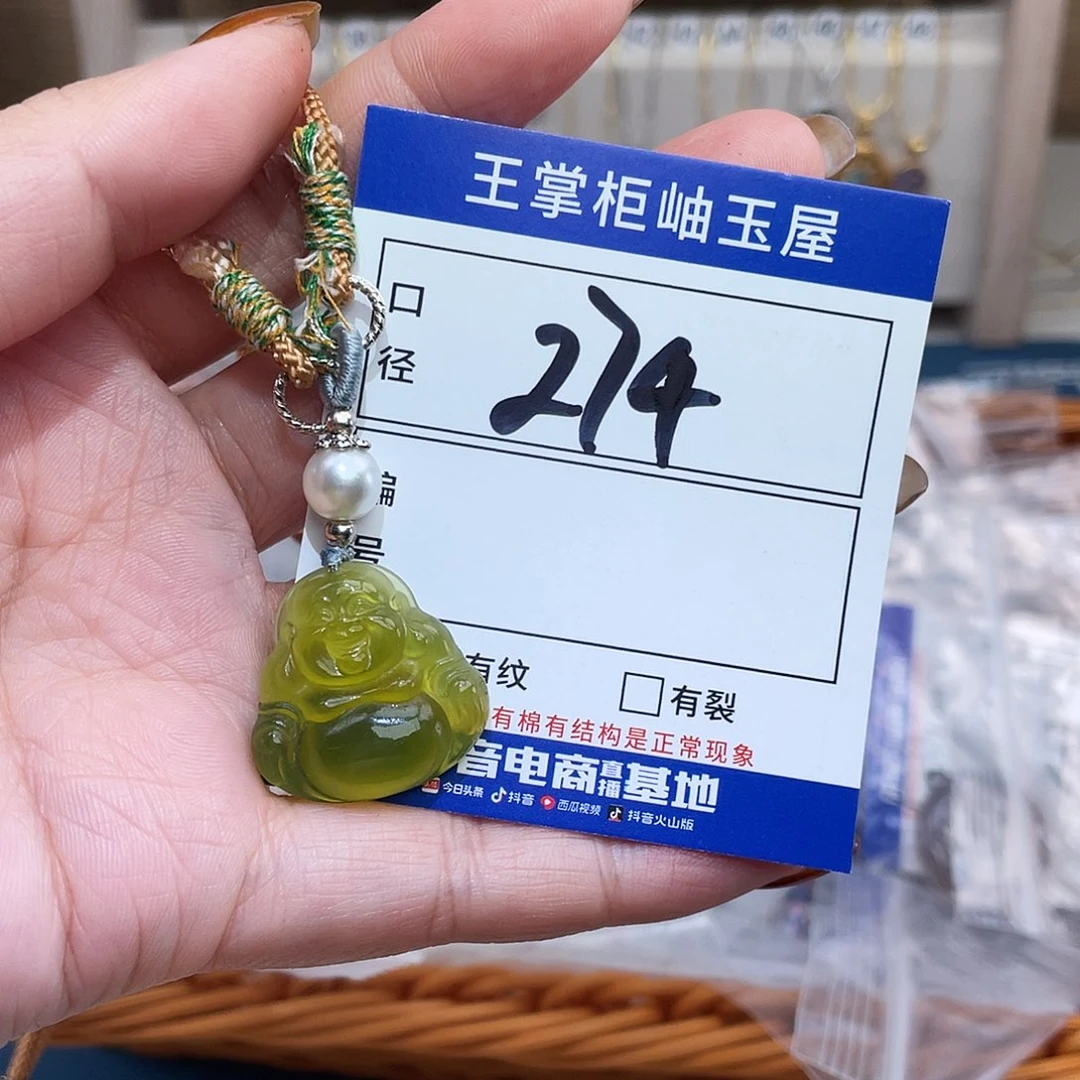 王掌柜岫玉屋
口径
274
编号
有纹 有裂
有棉有结构是正常现象
音电商直播基地
今日头条 抖音 西瓜视频 抖音火山版